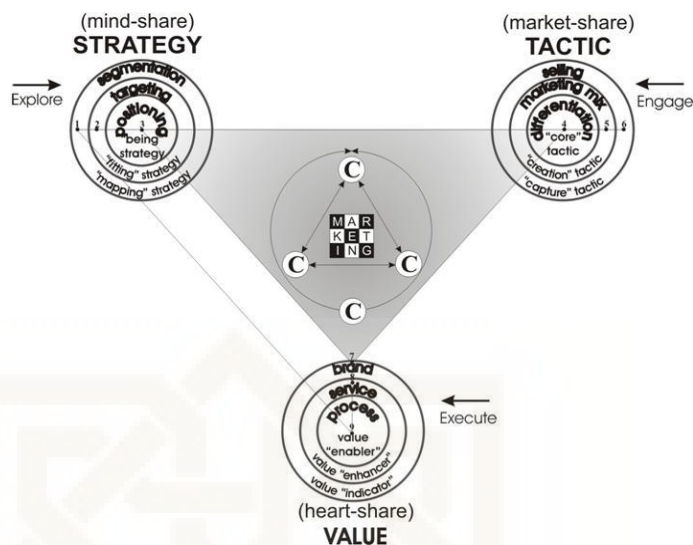 (mind-share)
STRATEGY
(market-share)
TACTIC
Explore
segmentation
targeting
positioning
1 2 3
"being
strategy
"fitting" strategy
"mapping" strategy
Engage
selling
marketing mix
differentiation
4 5 6
"core"
tactic
"creation" tactic
"capture" tactic
C
MAR
KET
ING
C
C
C
7
brand
8
service
process
9
value
"enabler"
value "enhancer"
value "indicator"
Execute
(heart-share)
VALUE